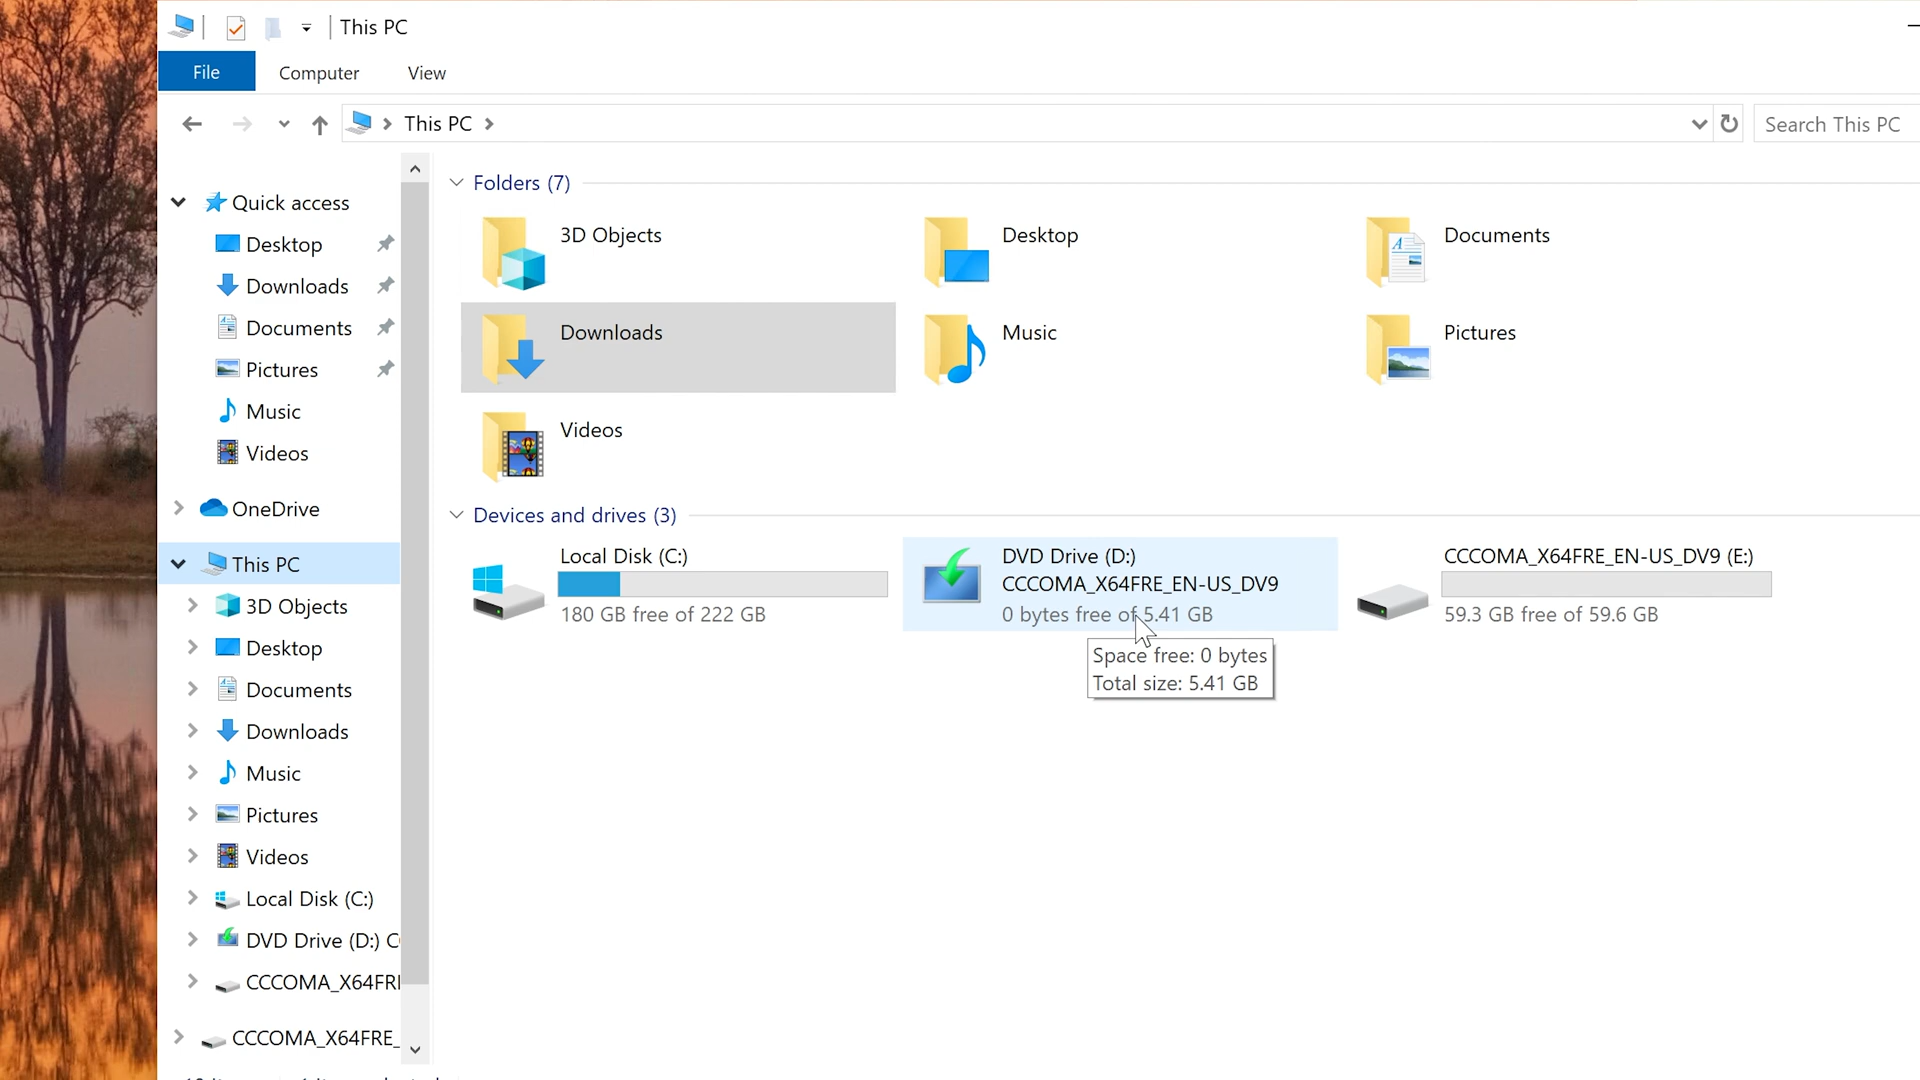 This PC
File
Computer
View
This PC
Search This PC
Quick access
Desktop
Downloads
Documents
Pictures
Music
Videos
OneDrive
This PC
3D Objects
Desktop
Documents
Downloads
Music
Pictures
Videos
Local Disk (C:)
DVD Drive (D:) C
CCCOMA_X64FRE
CCCOMA_X64FRE_
Folders (7)
3D Objects
Desktop
Documents
Downloads
Music
Pictures
Videos
Devices and drives (3)
Local Disk (C:)
180 GB free of 222 GB
DVD Drive (D:)
CCCOMA_X64FRE_EN-US_DV9
0 bytes free of 5.41 GB
CCCOMA_X64FRE_EN-US_DV9 (E:)
59.3 GB free of 59.6 GB
Space free: 0 bytes
Total size: 5.41 GB